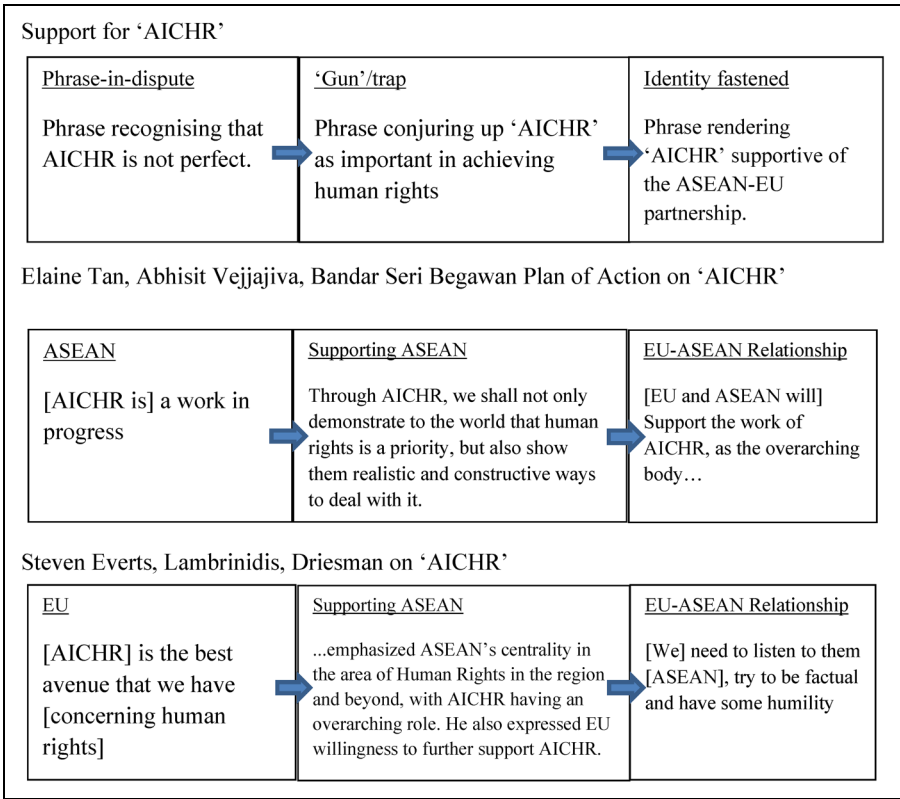 Support for ‘AICHR’
Phrase-in-dispute
Phrase recognising that
AICHR is not perfect.
‘Gun’/trap
Phrase conjuring up ‘AICHR’
as important in achieving
human rights
Identity fastened
Phrase rendering
‘AICHR’ supportive of
the ASEAN-EU
partnership.
Elaine Tan, Abhisit Vejjajiva, Bandar Seri Begawan Plan of Action on ‘AICHR’
ASEAN
[AICHR is] a work in
progress
Supporting ASEAN
Through AICHR, we shall not only
demonstrate to the world that human
rights is a priority, but also show
them realistic and constructive ways
to deal with it.
EU-ASEAN Relationship
[EU and ASEAN will]
Support the work of
AICHR, as the overarching
body…
Steven Everts, Lambrinidis, Driesman on ‘AICHR’
EU
[AICHR] is the best
avenue that we have
[concerning human
rights]
Supporting ASEAN
...emphasized ASEAN’s centrality in
the area of Human Rights in the region
and beyond, with AICHR having an
overarching role. He also expressed EU
willingness to further support AICHR.
EU-ASEAN Relationship
[We] need to listen to them
[ASEAN], try to be factual
and have some humility